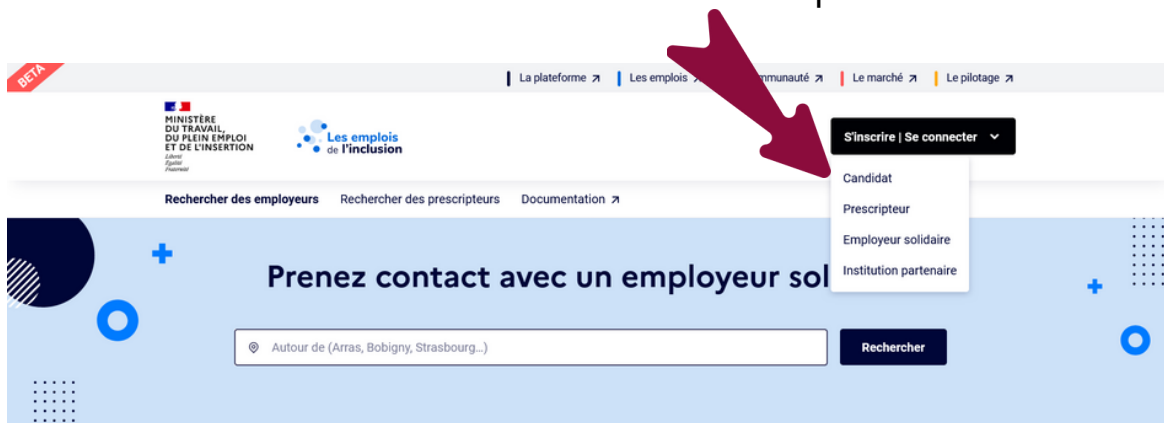 BETA
La plateforme
Les emplois
Le marché
Le pilotage
MINISTÈRE
DU TRAVAIL,
DU PLEIN EMPLOI
ET DE L'INSERTION
Liberté
Égalité
Fraternité
Les emplois
de l'inclusion
S'inscrire | Se connecter
Candidat
Prescripteur
Employeur solidaire
Institution partenaire
Rechercher des employeurs Rechercher des prescripteurs Documentation
Prenez contact avec un employeur sol
Autour de (Arras, Bobigny, Strasbourg...)
Rechercher